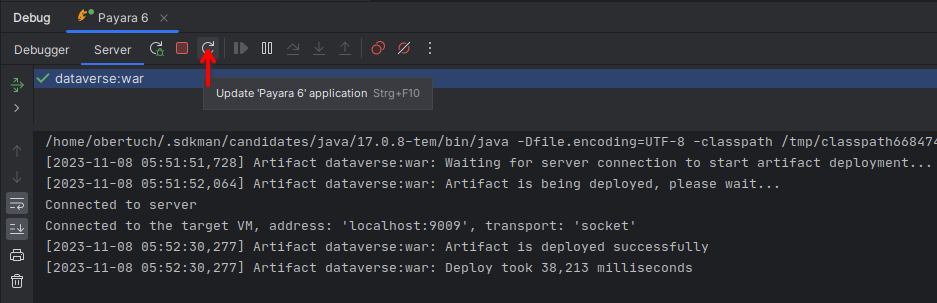 Debug Payara 6
Debugger Server
dataverse:war
Update 'Payara 6' application Strg+F10
/home/obertuch/.sdkman/candidates/java/17.0.8-tem/bin/java -Dfile.encoding=UTF-8 -classpath /tmp/classpath668474
[2023-11-08 05:51:51,728] Artifact dataverse:war: Waiting for server connection to start artifact deployment...
[2023-11-08 05:51:52,064] Artifact dataverse:war: Artifact is being deployed, please wait...
Connected to server
Connected to the target VM, address: 'localhost:9009', transport: 'socket'
[2023-11-08 05:52:30,277] Artifact dataverse:war: Artifact is deployed successfully
[2023-11-08 05:52:30,277] Artifact dataverse:war: Deploy took 38,213 milliseconds